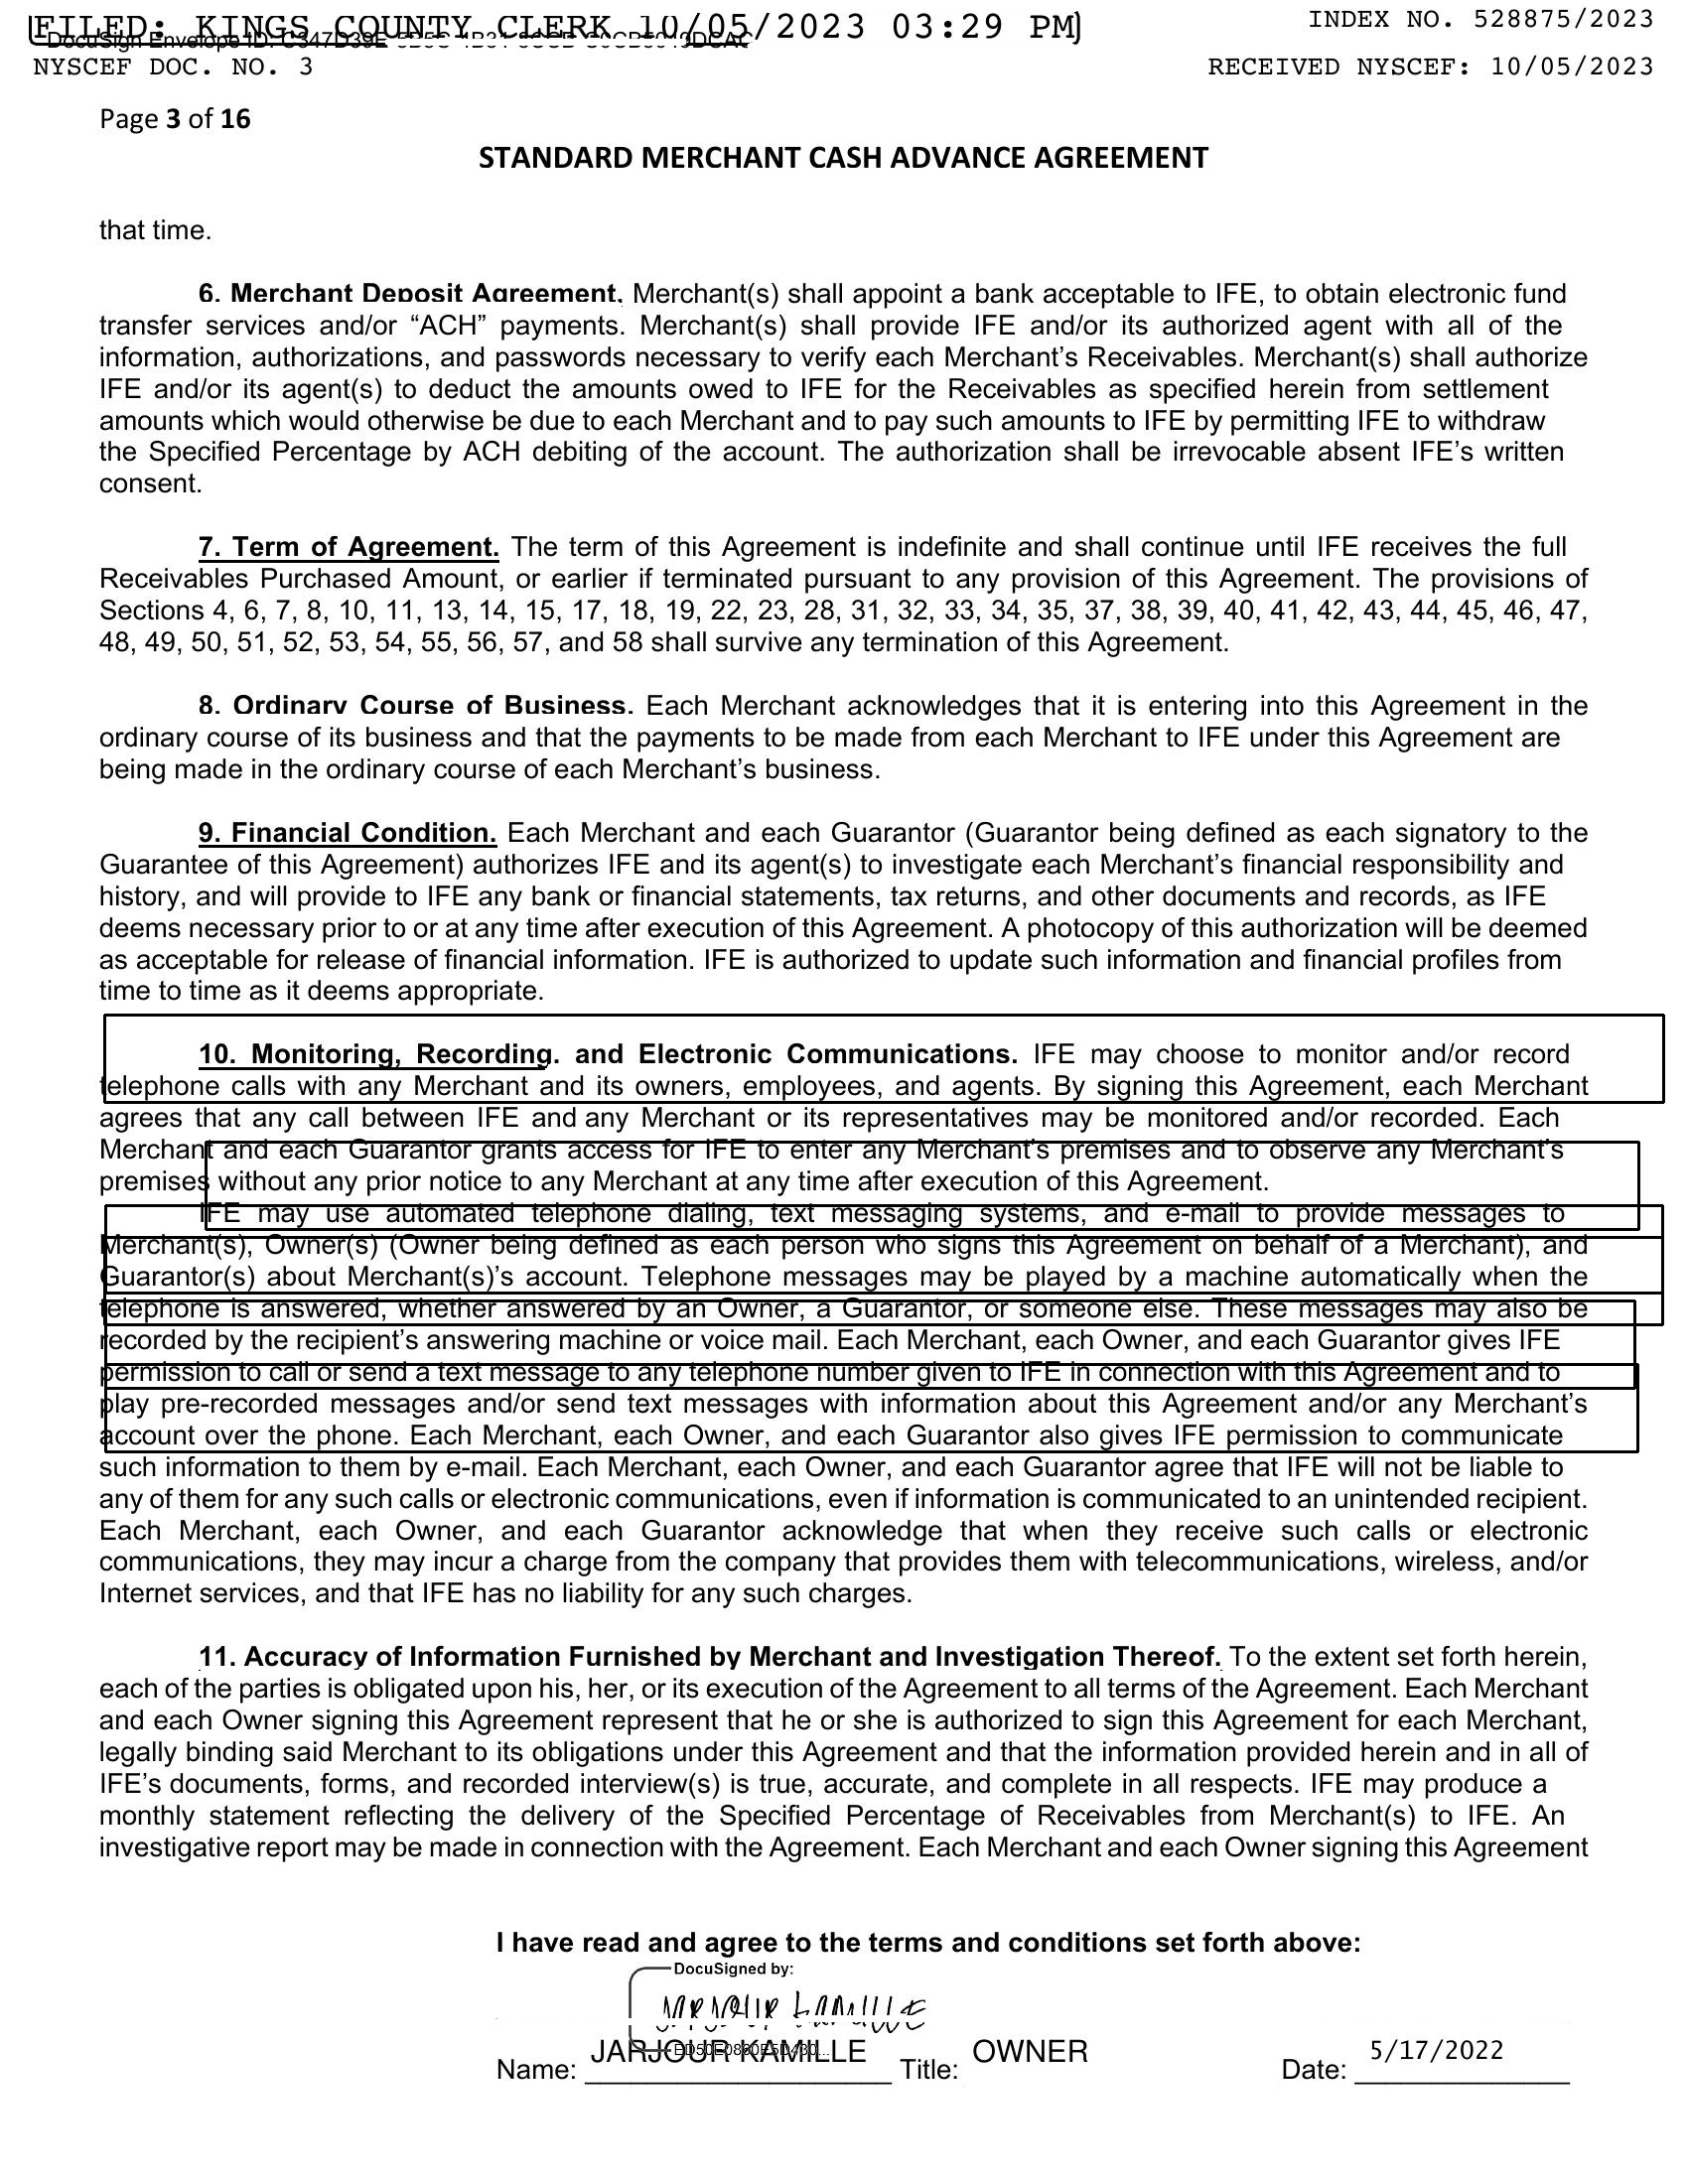 FILED: KINGS COUNTY CLERK 10/05/2023 03:29 PM
INDEX NO. 528875/2023
DocuSign Envelope ID:
NYSCEF DOC. NO. 3
RECEIVED NYSCEF: 10/05/2023
Page 3 of 16
STANDARD MERCHANT CASH ADVANCE AGREEMENT
that time.
6. Merchant Deposit Agreement. Merchant(s) shall appoint a bank acceptable to IFE, to obtain electronic fund
transfer services and/or “ACH” payments. Merchant(s) shall provide IFE and/or its authorized agent with all of the
information, authorizations, and passwords necessary to verify each Merchant’s Receivables. Merchant(s) shall authorize
IFE and/or its agent(s) to deduct the amounts owed to IFE for the Receivables as specified herein from settlement
amounts which would otherwise be due to each Merchant and to pay such amounts to IFE by permitting IFE to withdraw
the Specified Percentage by ACH debiting of the account. The authorization shall be irrevocable absent IFE’s written
consent.
7. Term of Agreement. The term of this Agreement is indefinite and shall continue until IFE receives the full
Receivables Purchased Amount, or earlier if terminated pursuant to any provision of this Agreement. The provisions of
Sections 4, 6, 7, 8, 10, 11, 13, 14, 15, 17, 18, 19, 22, 23, 28, 31, 32, 33, 34, 35, 37, 38, 39, 40, 41, 42, 43, 44, 45, 46, 47,
48, 49, 50, 51, 52, 53, 54, 55, 56, 57, and 58 shall survive any termination of this Agreement.
8. Ordinary Course of Business. Each Merchant acknowledges that it is entering into this Agreement in the
ordinary course of its business and that the payments to be made from each Merchant to IFE under this Agreement are
being made in the ordinary course of each Merchant’s business.
9. Financial Condition. Each Merchant and each Guarantor (Guarantor being defined as each signatory to the
Guarantee of this Agreement) authorizes IFE and its agent(s) to investigate each Merchant’s financial responsibility and
history, and will provide to IFE any bank or financial statements, tax returns, and other documents and records, as IFE
deems necessary prior to or at any time after execution of this Agreement. A photocopy of this authorization will be deemed
as acceptable for release of financial information. IFE is authorized to update such information and financial profiles from
time to time as it deems appropriate.
10. Monitoring, Recording. and Electronic Communications. IFE may choose to monitor and/or record
telephone calls with any Merchant and its owners, employees, and agents. By signing this Agreement, each Merchant
agrees that any call between IFE and any Merchant or its representatives may be monitored and/or recorded. Each
Merchant and each Guarantor grants access for IFE to enter any Merchant’s premises and to observe any Merchant’s
premises without any prior notice to any Merchant at any time after execution of this Agreement.
IFE may use automated telephone dialing, text messaging systems, and e-mail to provide messages to
Merchant(s), Owner(s) (Owner being defined as each person who signs this Agreement on behalf of a Merchant), and
Guarantor(s) about Merchant(s)’s account. Telephone messages may be played by a machine automatically when the
telephone is answered, whether answered by an Owner, a Guarantor, or someone else. These messages may also be
recorded by the recipient’s answering machine or voice mail. Each Merchant, each Owner, and each Guarantor gives IFE
permission to call or send a text message to any telephone number given to IFE in connection with this Agreement and to
play pre-recorded messages and/or send text messages with information about this Agreement and/or any Merchant’s
account over the phone. Each Merchant, each Owner, and each Guarantor also gives IFE permission to communicate
such information to them by e-mail. Each Merchant, each Owner, and each Guarantor agree that IFE will not be liable to
any of them for any such calls or electronic communications, even if information is communicated to an unintended recipient.
Each Merchant, each Owner, and each Guarantor acknowledge that when they receive such calls or electronic
communications, they may incur a charge from the company that provides them with telecommunications, wireless, and/or
Internet services, and that IFE has no liability for any such charges.
11. Accuracy of Information Furnished by Merchant and Investigation Thereof. To the extent set forth herein,
each of the parties is obligated upon his, her, or its execution of the Agreement to all terms of the Agreement. Each Merchant
and each Owner signing this Agreement represent that he or she is authorized to sign this Agreement for each Merchant,
legally binding said Merchant to its obligations under this Agreement and that the information provided herein and in all of
IFE’s documents, forms, and recorded interview(s) is true, accurate, and complete in all respects. IFE may produce a
monthly statement reflecting the delivery of the Specified Percentage of Receivables from Merchant(s) to IFE. An
investigative report may be made in connection with the Agreement. Each Merchant and each Owner signing this Agreement
I have read and agree to the terms and conditions set forth above:
DocuSigned by:
JARJOUR KAMILLE
Name: JARJOUR KAMILLE Title: OWNER Date: 5/17/2022